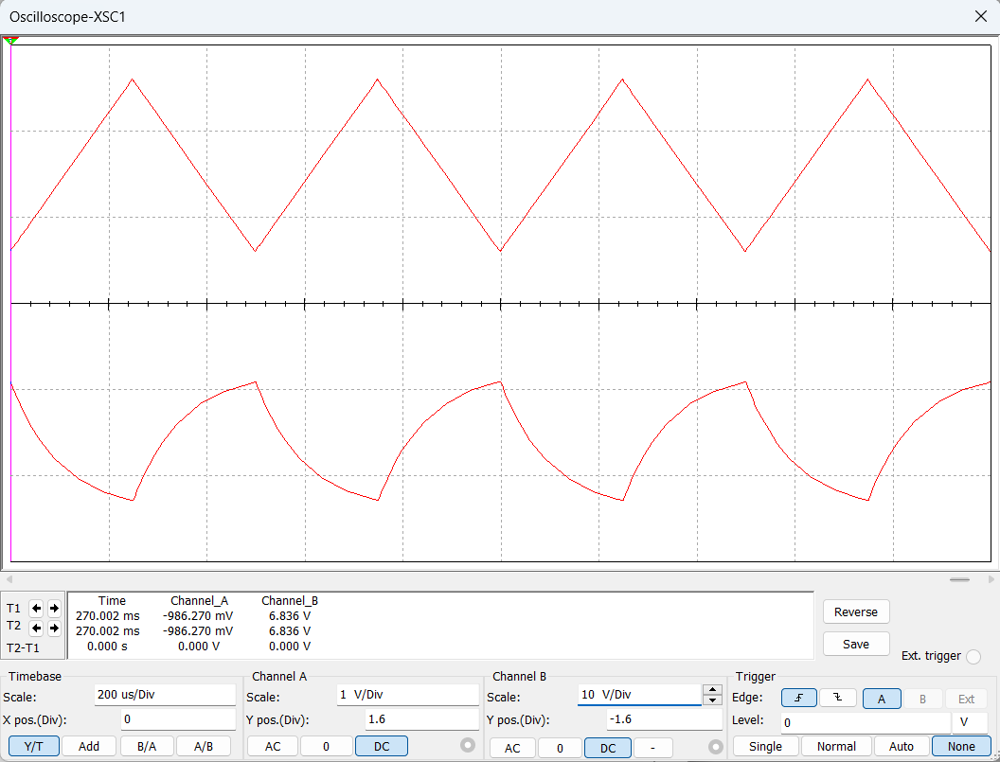 Oscilloscope-XSC1
T1
T2
T2-T1
Time Channel_A Channel_B
270.002 ms -986.270 mV 6.836 V
270.002 ms -986.270 mV 6.836 V
0.000 s 0.000 V 0.000 V
Reverse
Save
Ext. trigger
Timebase
Scale: 200 us/Div
X pos.(Div): 0
Y/T Add B/A A/B
Channel A
Scale: 1 V/Div
Y pos.(Div): 1.6
AC 0 DC
Channel B
Scale: 10 V/Div
Y pos.(Div): -1.6
AC 0 DC -
Trigger
Edge: A B Ext
Level: 0 V
Single Normal Auto None